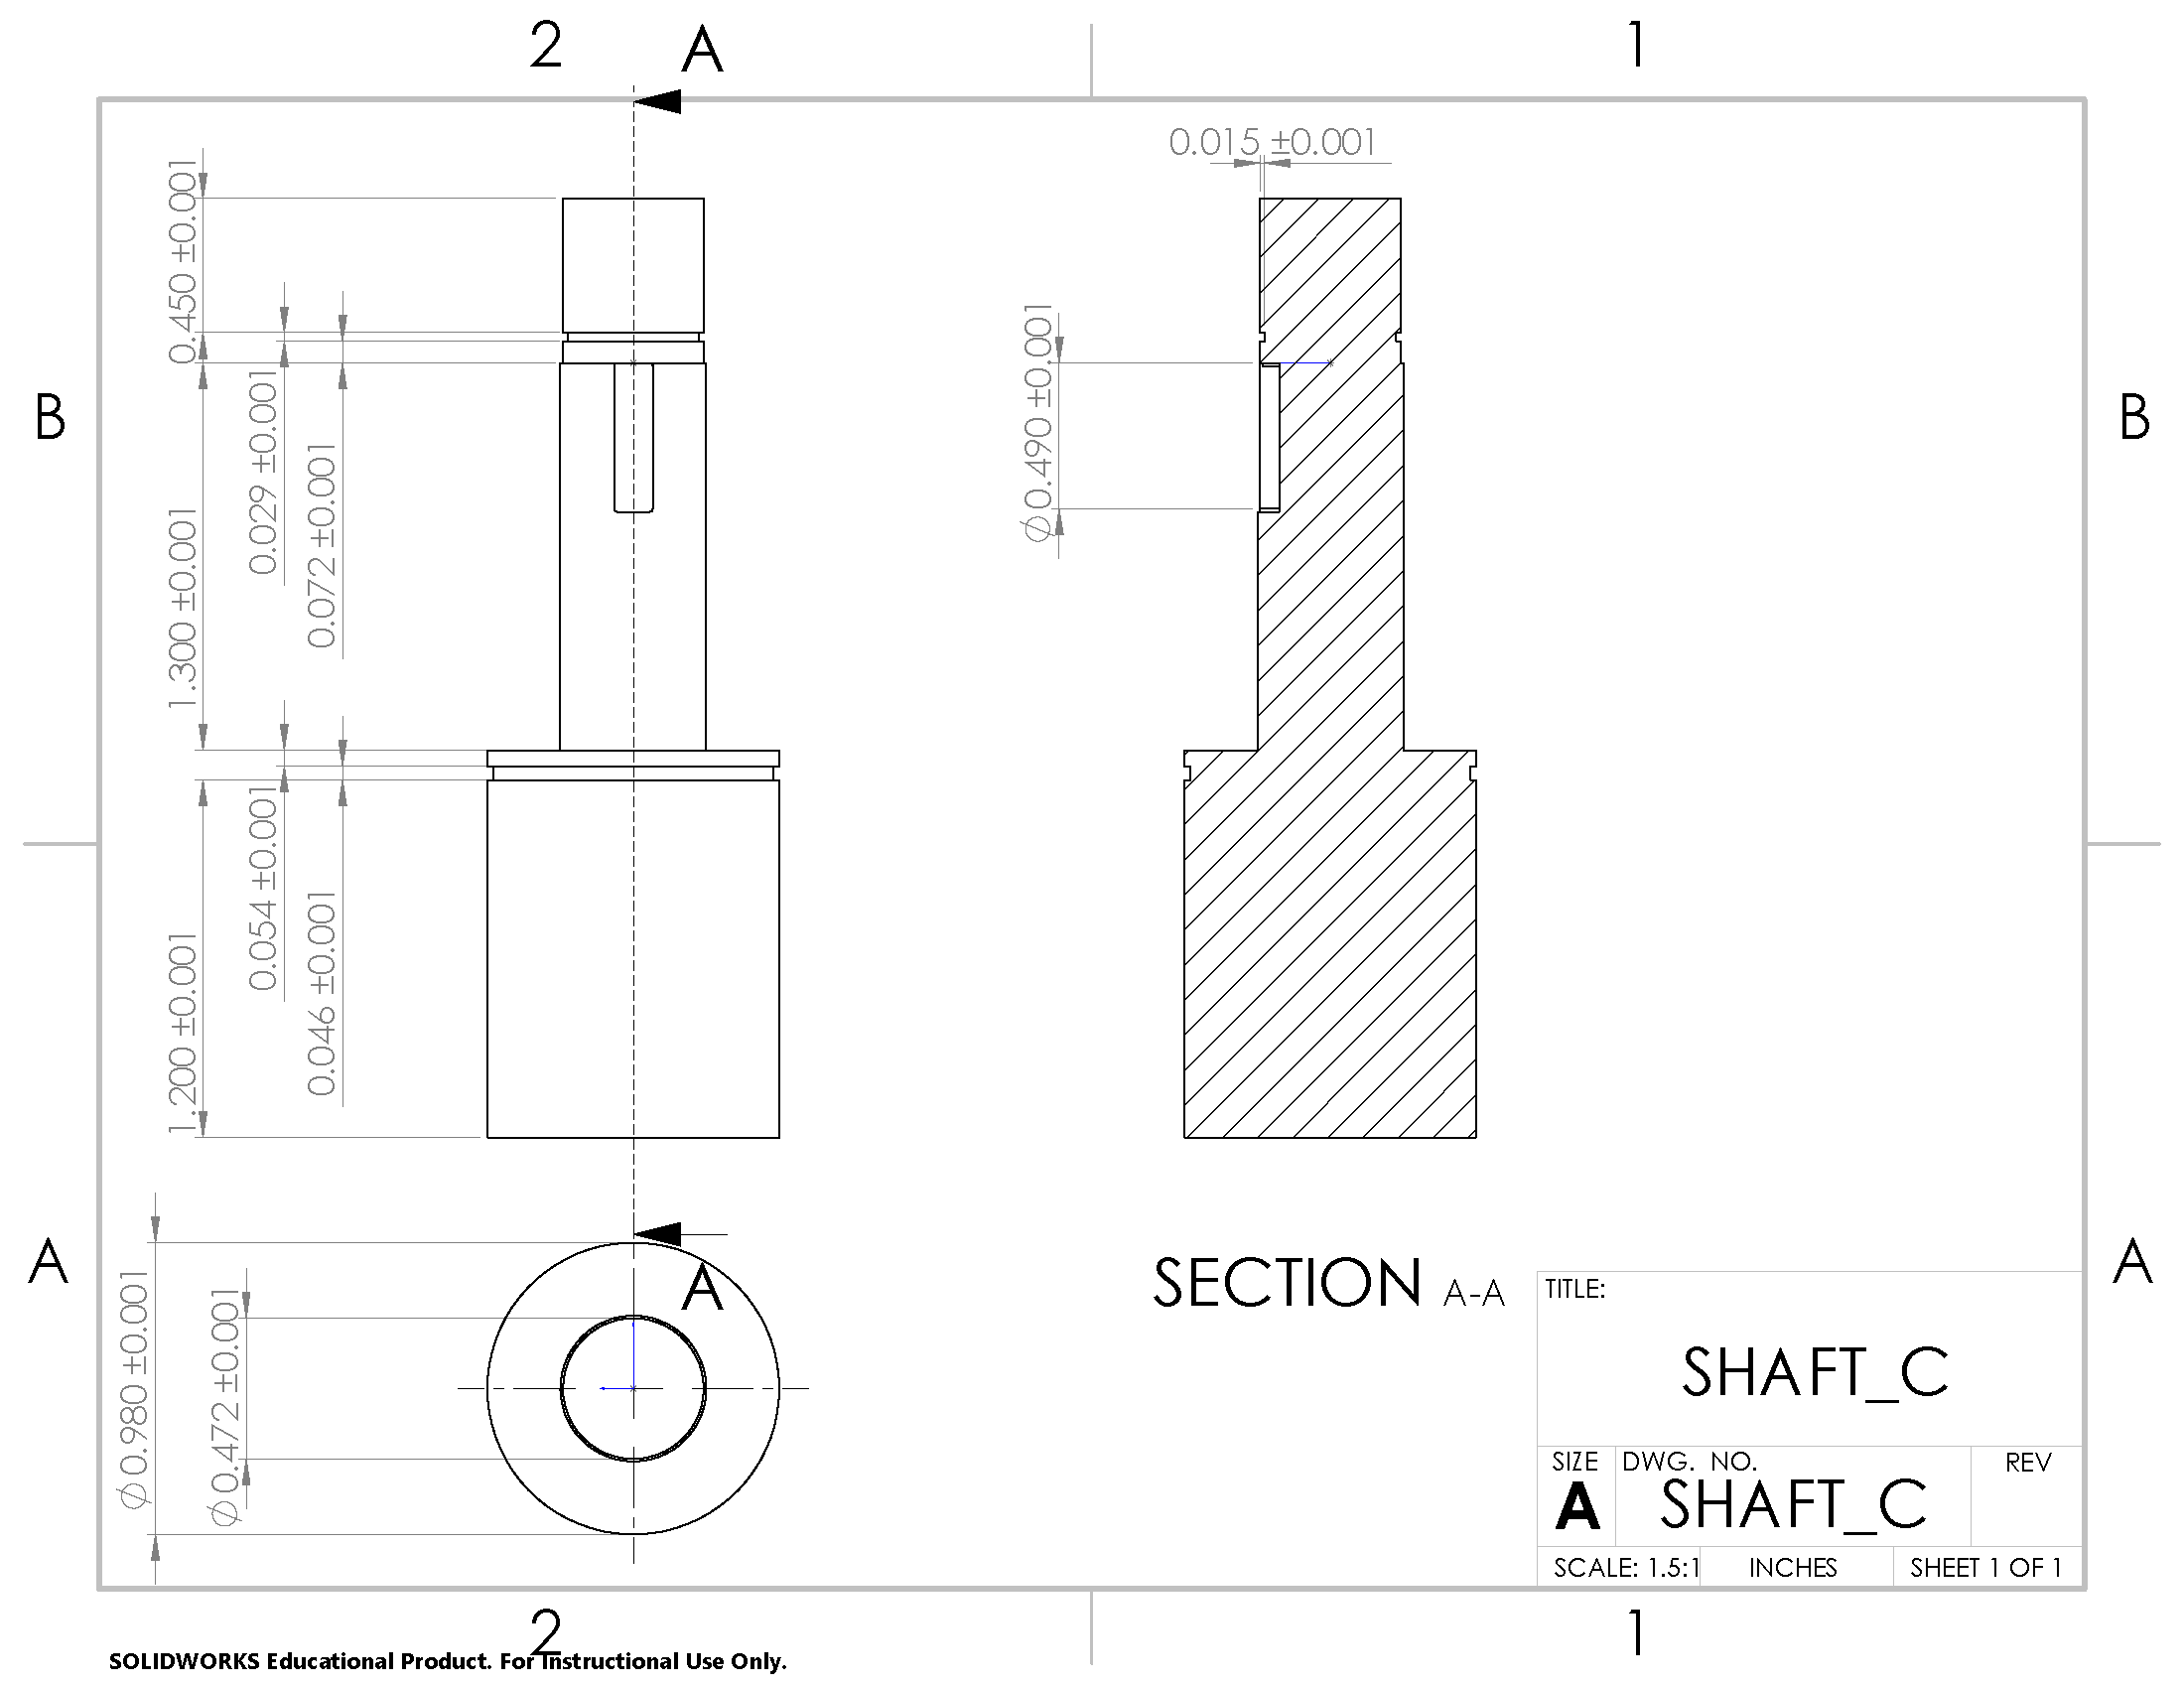 2
A
1
0.015 ±0.001
0.450 ±0.001
∅0.490 ±0.001
B
B
0.029 ±0.001
0.072 ±0.001
1.300 ±0.001
0.054 ±0.001
0.046 ±0.001
1.200 ±0.001
A
A
A
∅0.980 ±0.001
∅0.472 ±0.001
SECTION A-A
TITLE:
SHAFT_C
SIZE
A
DWG. NO.
SHAFT_C
REV
SCALE: 1.5:1
INCHES
SHEET 1 OF 1
2
1
SOLIDWORKS Educational Product. For Instructional Use Only.